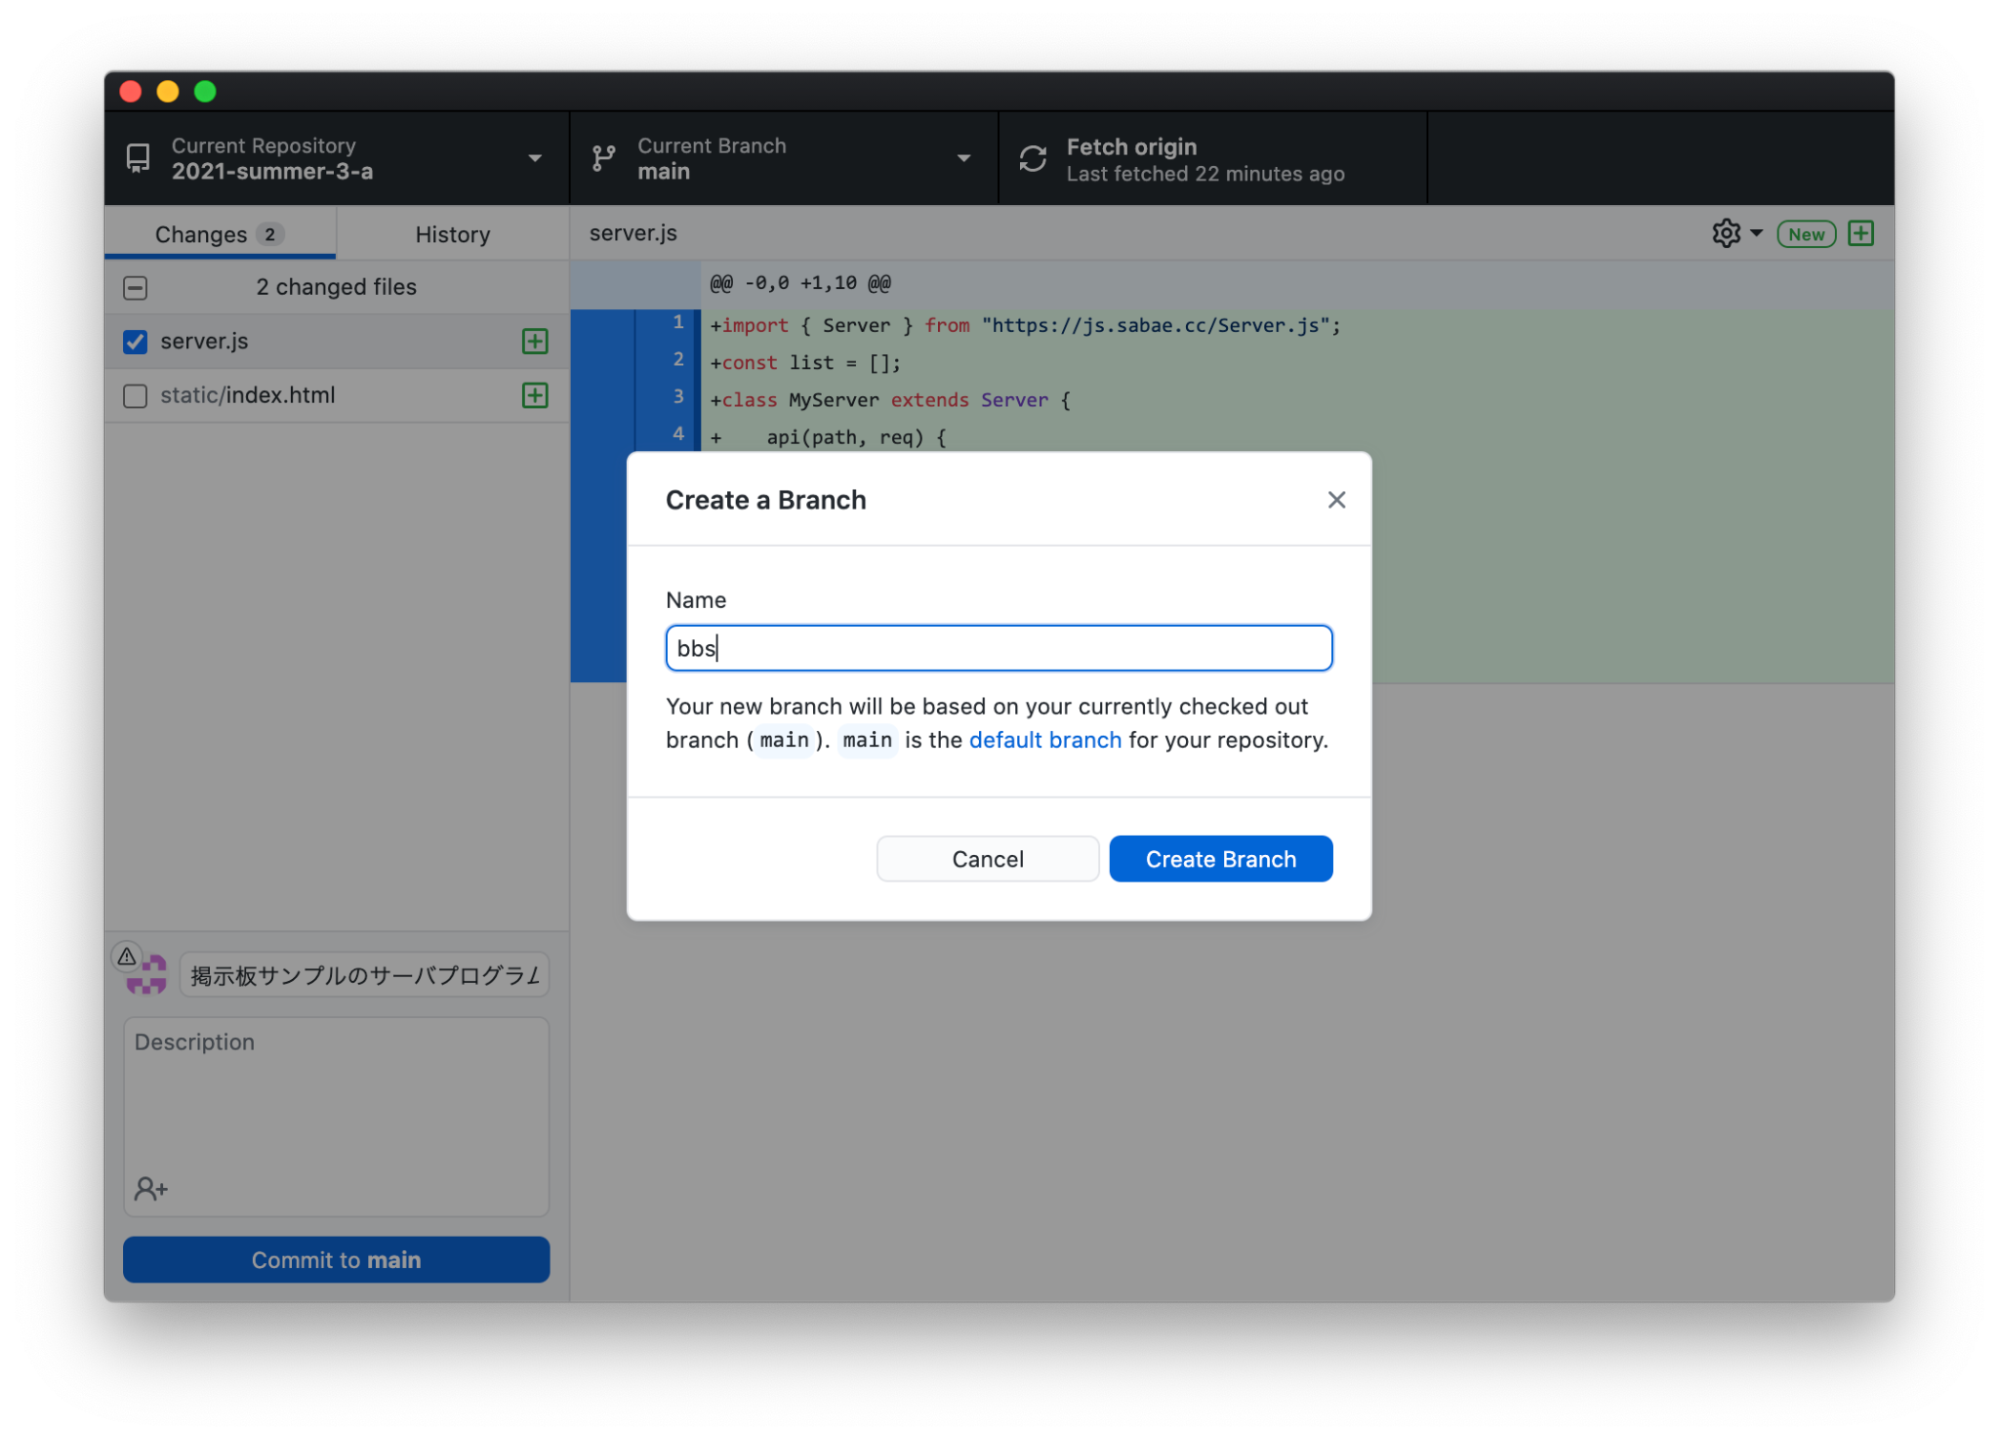 Current Repository
2021-summer-3-a
Current Branch
main
Fetch origin
Last fetched 22 minutes ago
Changes 2
History
server.js
New
2 changed files
server.js
static/index.html
@@ -0,0 +1,10 @@
1 +import { Server } from "https://js.sabae.cc/Server.js";
2 +const list = [];
3 +class MyServer extends Server {
4 +    api(path, req) {
Create a Branch
Name
bbs
Your new branch will be based on your currently checked out
branch (main). main is the default branch for your repository.
Cancel
Create Branch
掲示板サンプルのサーバプログラム
Description
Commit to main